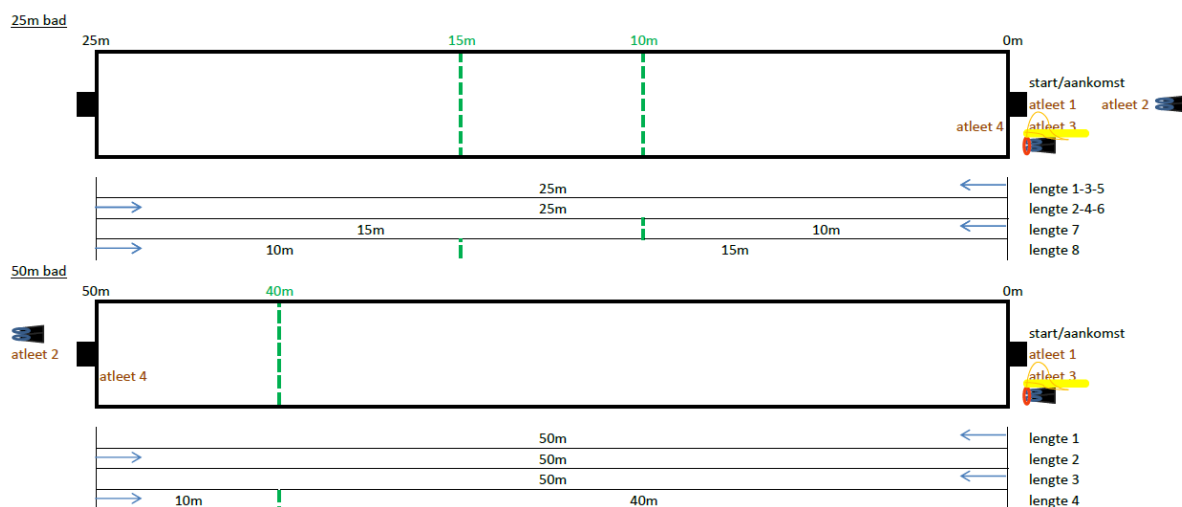 25m bad
25m 15m 10m 0m
start/aankomst
atleet 1 atleet 2
atleet 4 atleet 3
25m lengte 1-3-5
25m lengte 2-4-6
15m 10m lengte 7
10m 15m lengte 8
50m bad
50m 40m 0m
start/aankomst
atleet 2 atleet 1
atleet 4 atleet 3
50m lengte 1
50m lengte 2
50m lengte 3
10m 40m lengte 4